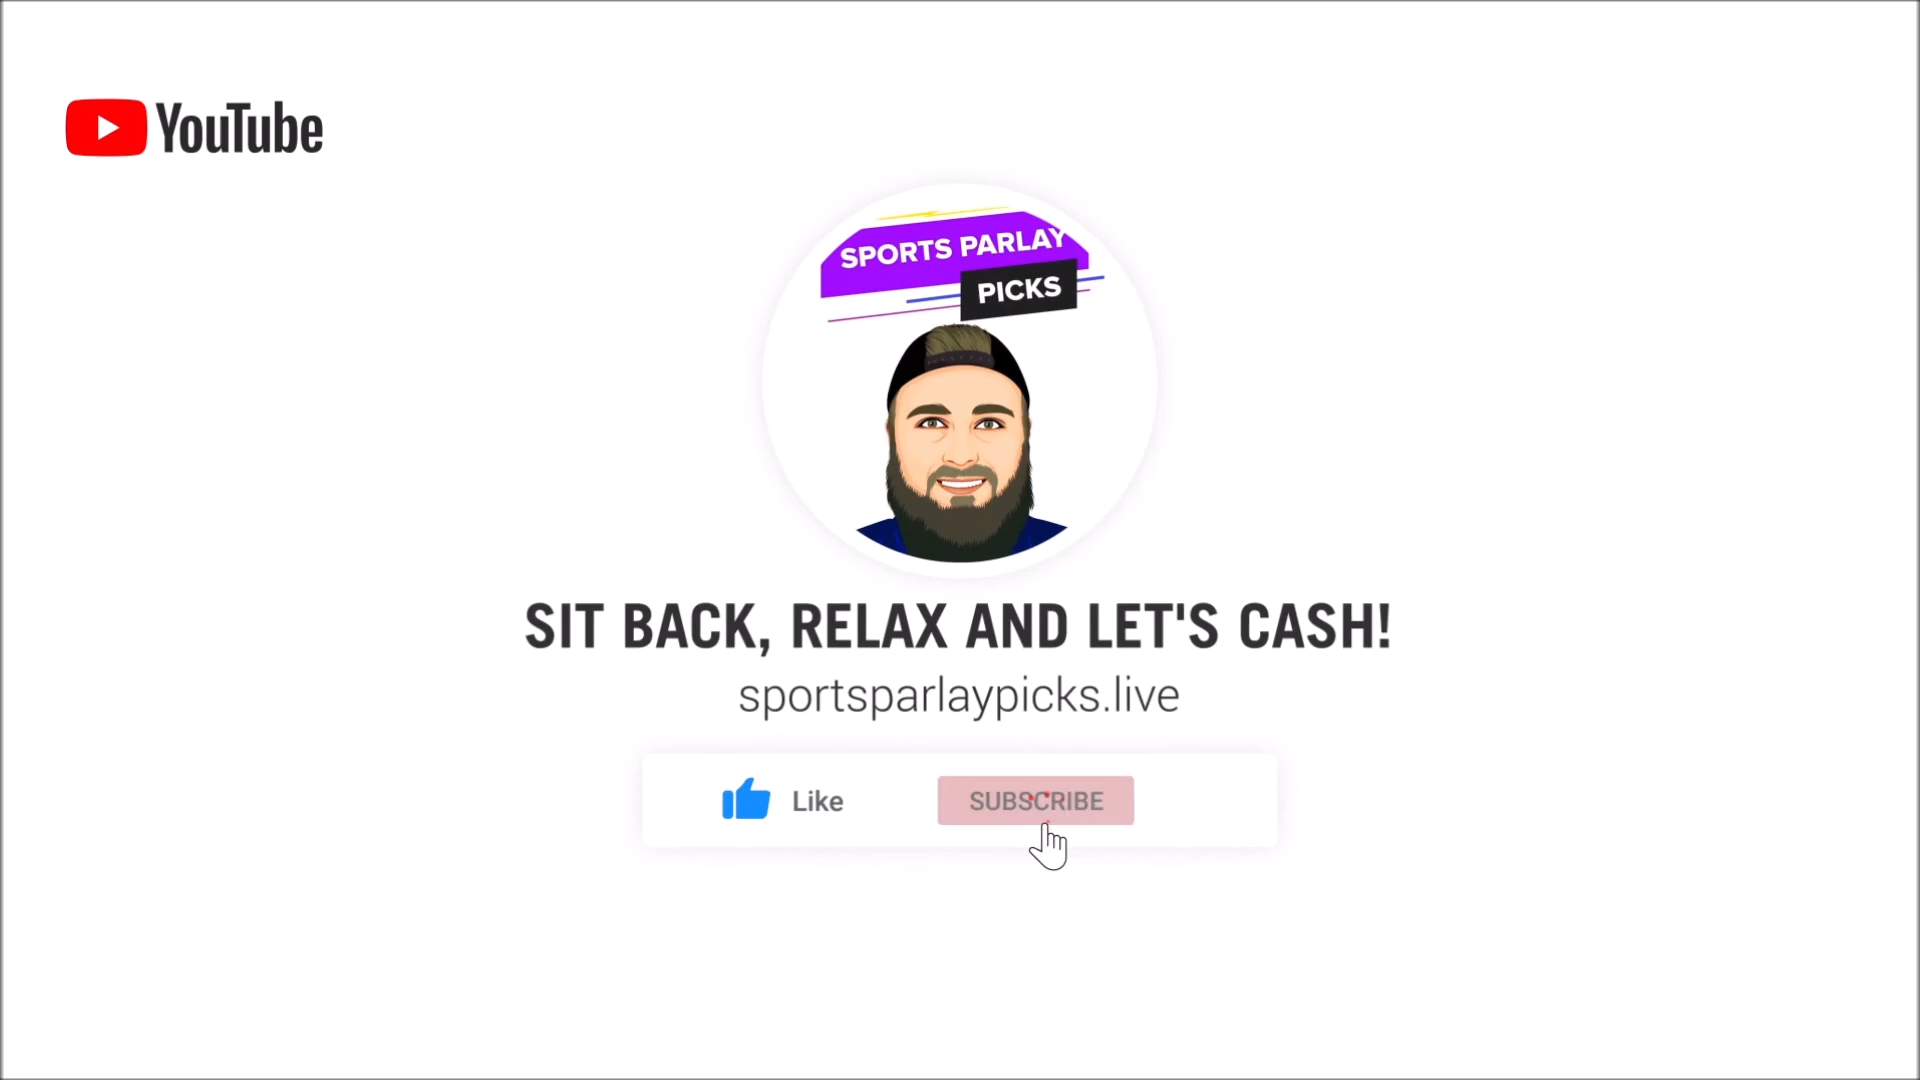 YouTube
SPORTS PARLAY
PICKS
SIT BACK, RELAX AND LET'S CASH!
sportsparlaypicks.live
Like
SUBSCRIBE